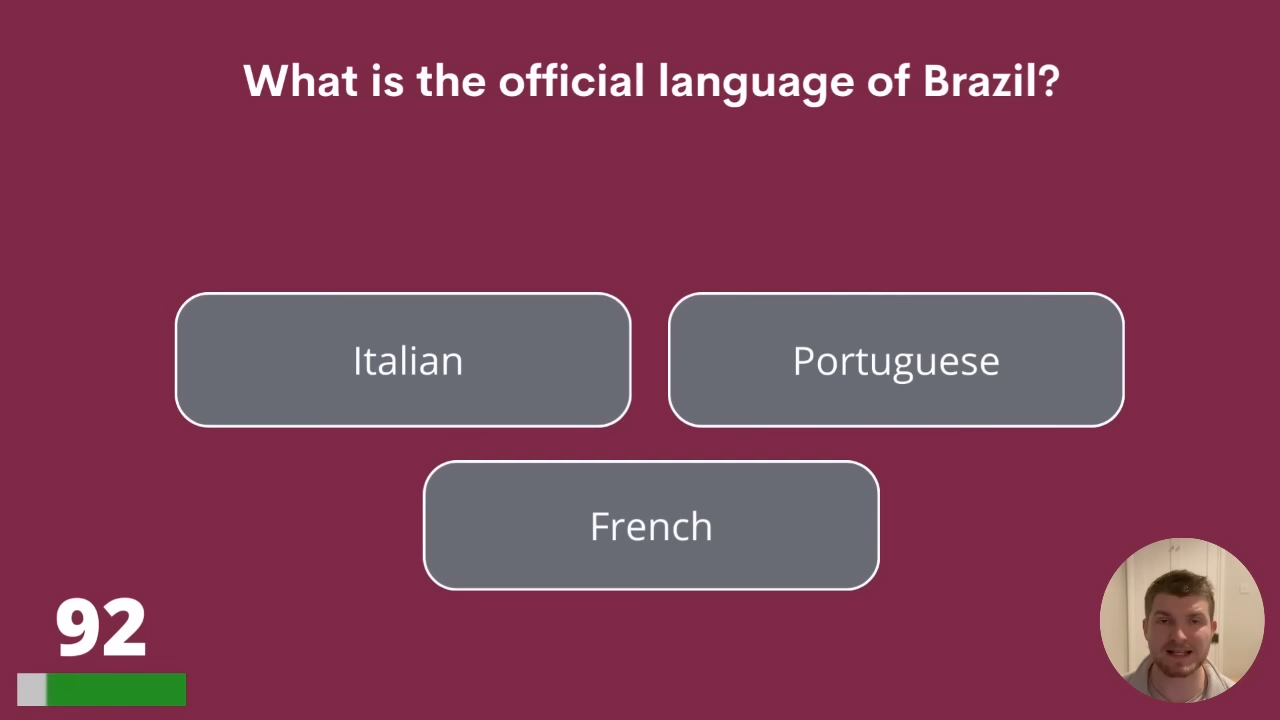 What is the official language of Brazil?
Italian
Portuguese
French
92